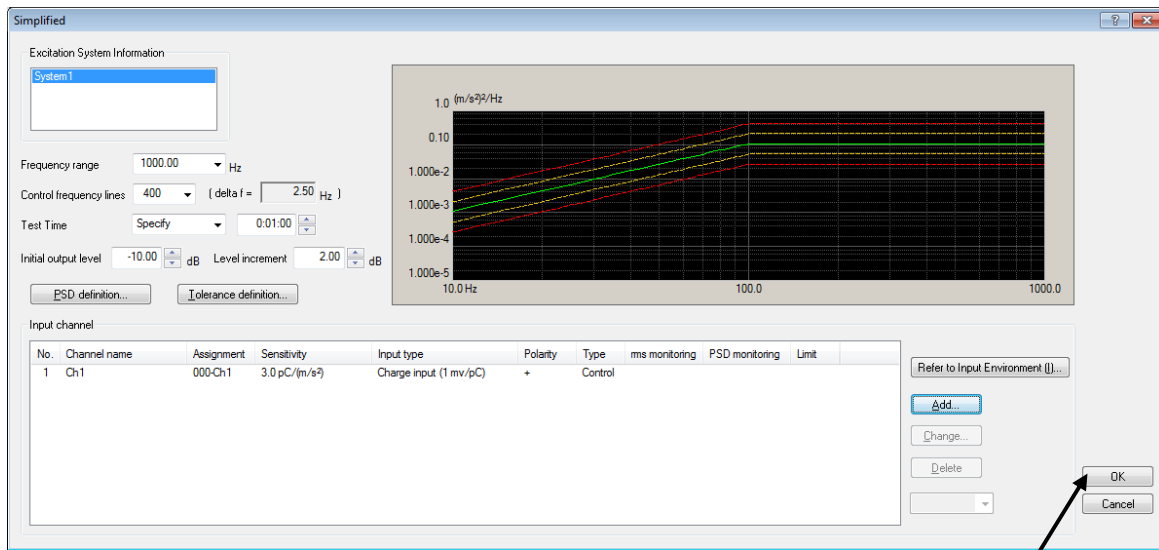 Simplified
Excitation System Information
System1
Frequency range 1000.00 Hz
Control frequency lines 400 ( delta f = 2.50 Hz )
Test Time Specify 0:01:00
Initial output level -10.00 dB Level increment 2.00 dB
PSD definition... Tolerance definition...
1.0 (m/s²)²/Hz
0.10
1.000e-2
1.000e-3
1.000e-4
1.000e-5
10.0 Hz 100.0 1000.0
Input channel
No. Channel name Assignment Sensitivity Input type Polarity Type rms monitoring PSD monitoring Limit
1 Ch1 000-Ch1 3.0 pC/(m/s²) Charge input (1 mv/pC) + Control
Refer to Input Environment (I)...
Add...
Change...
Delete
OK
Cancel